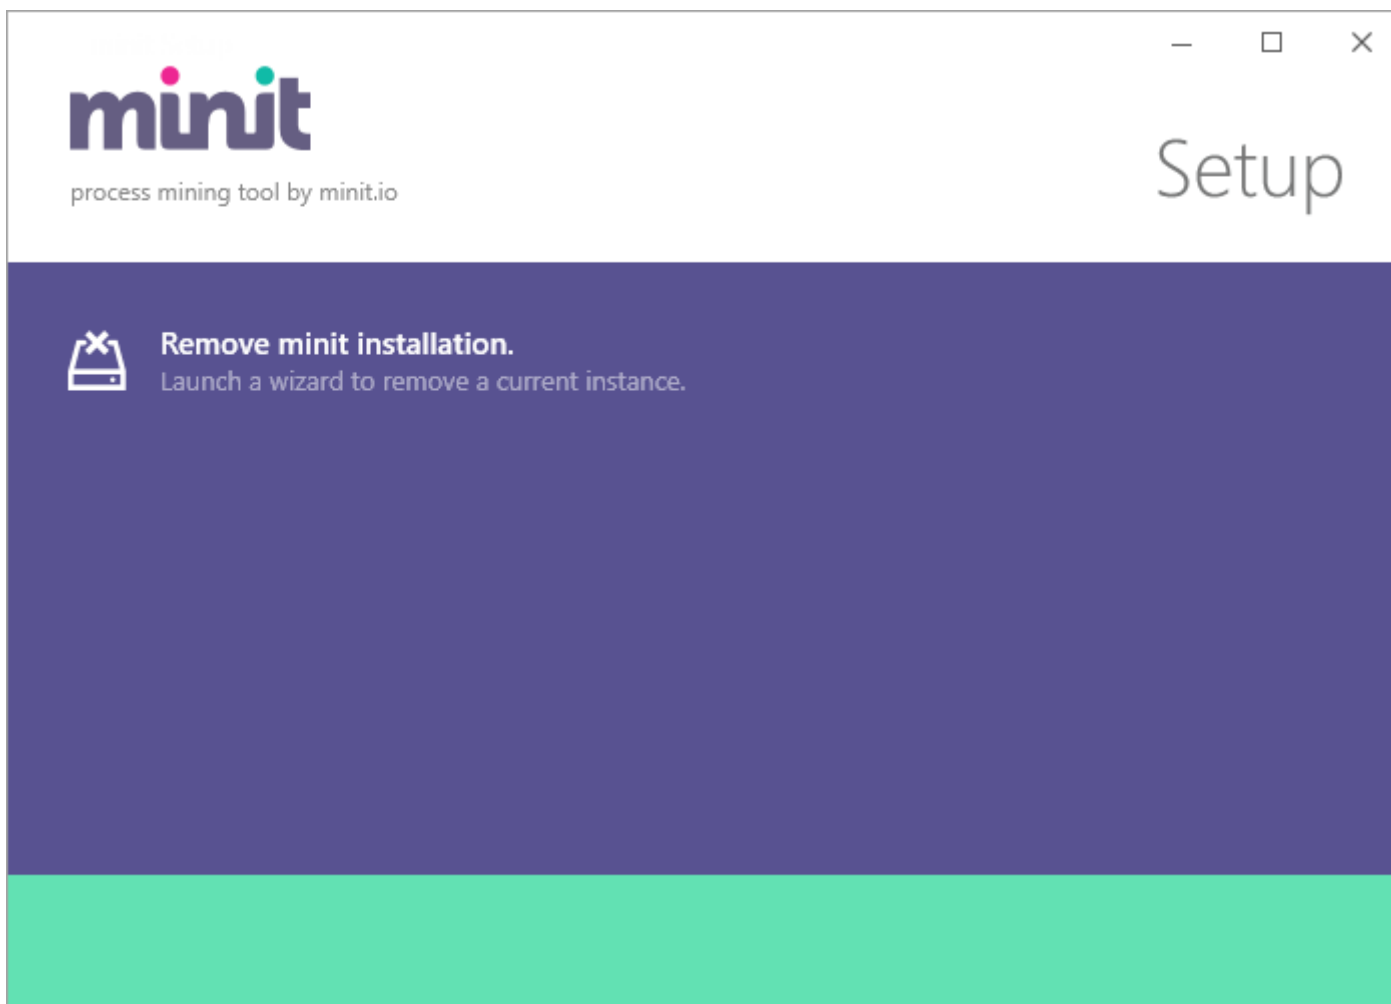 minit
process mining tool by minit.io
Setup
Remove minit installation.
Launch a wizard to remove a current instance.